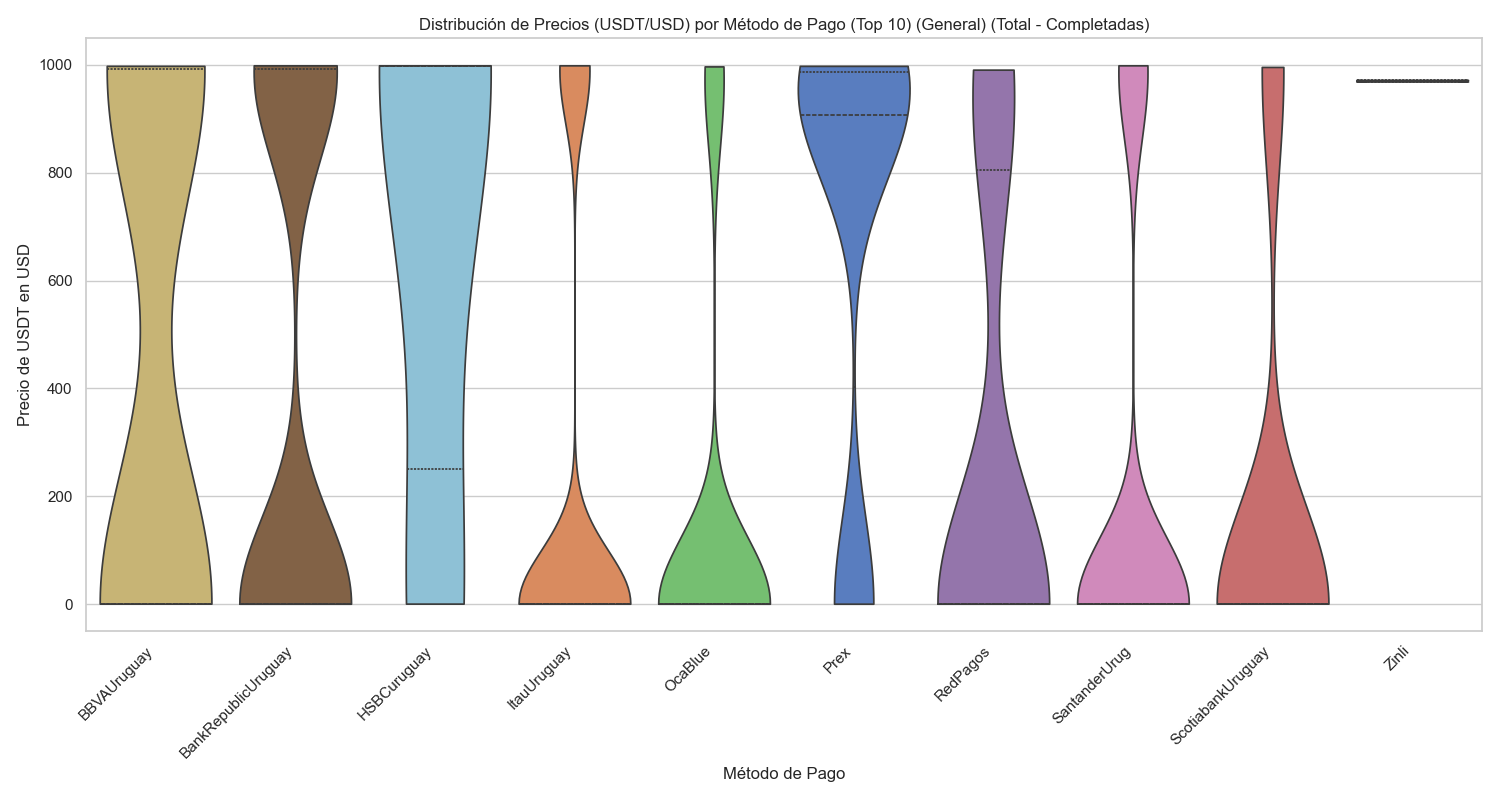 Distribución de Precios (USDT/USD) por Método de Pago (Top 10) (General) (Total - Completadas)
Precio de USDT en USD
1000
800
600
400
200
0
BBVAUruguay
BankRepublicUruguay
HSBCuruguay
ItauUruguay
OcaBlue
Prex
RedPagos
SantanderUrug
ScotiabankUruguay
Zinli
Método de Pago